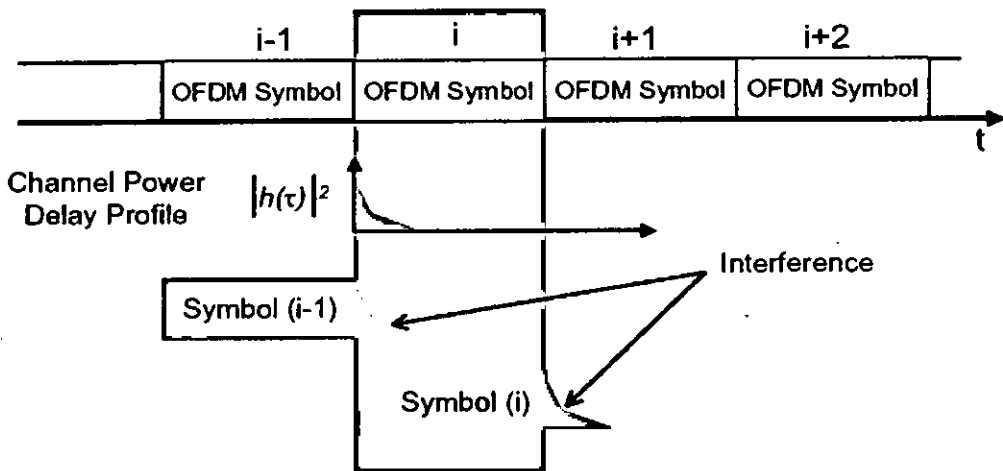 i-1 i i+1 i+2
OFDM Symbol OFDM Symbol OFDM Symbol OFDM Symbol
t
Channel Power
Delay Profile
|h(τ)|²
Interference
Symbol (i-1)
Symbol (i)